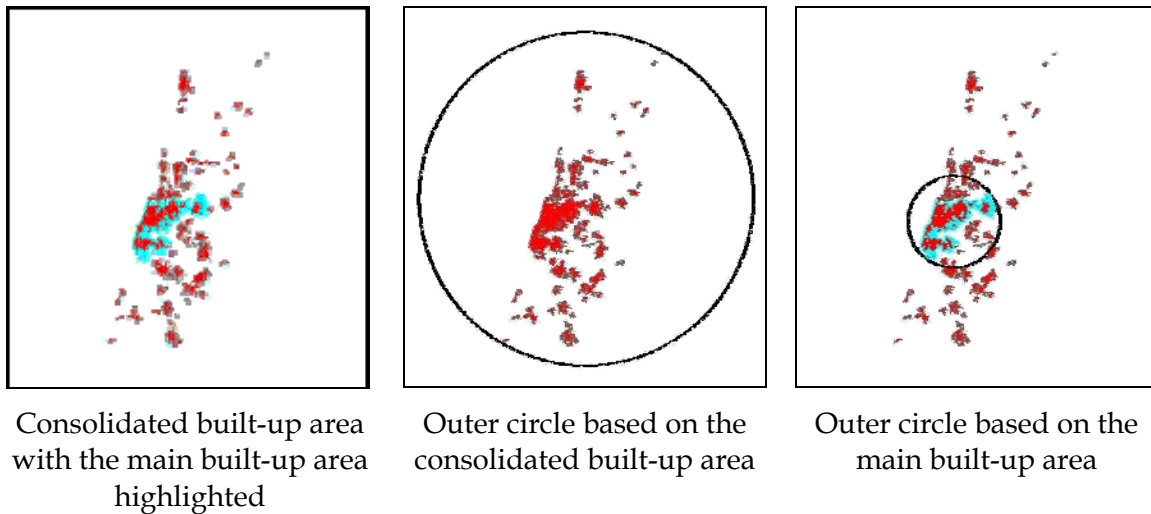 Consolidated built-up area
with the main built-up area
highlighted
Outer circle based on the
consolidated built-up area
Outer circle based on the
main built-up area